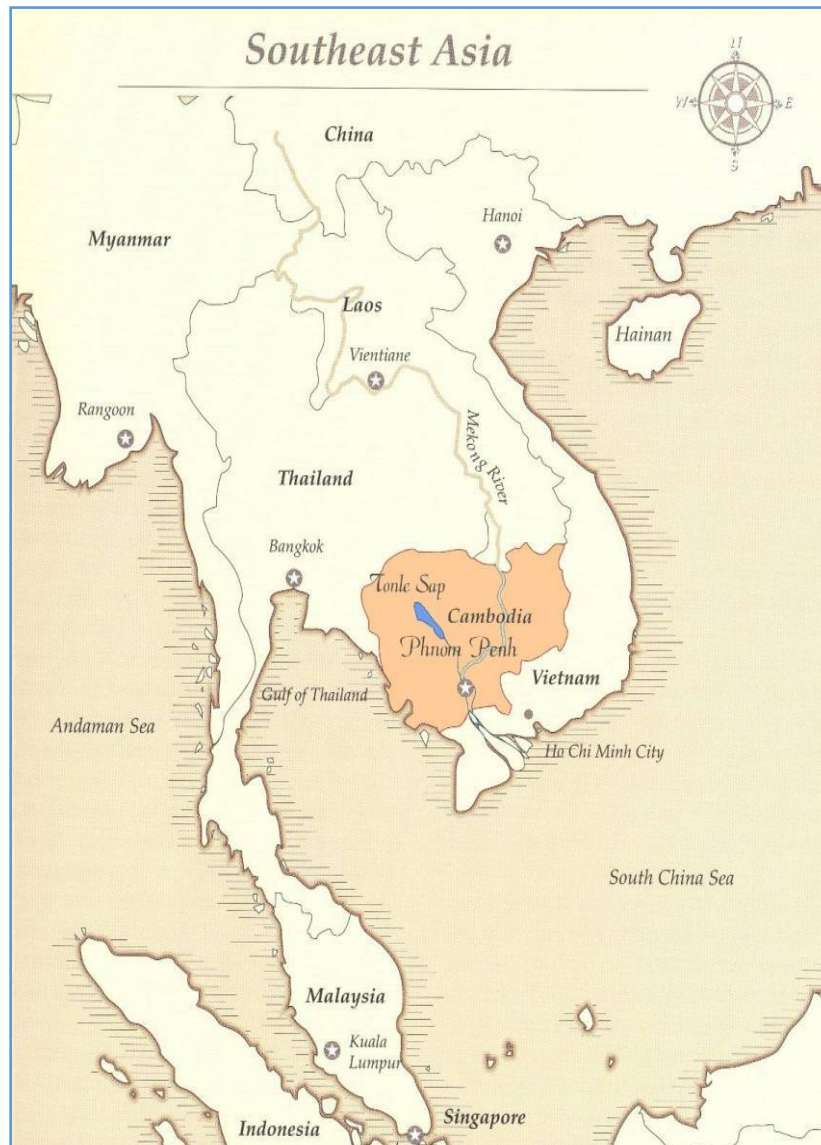 Southeast Asia
N
W
E
S
China
Hanoi
Myanmar
Laos
Hainan
Vientiane
Rangoon
Mekong River
Thailand
Bangkok
Tonle Sap
Cambodia
Phnom Penh
Vietnam
Gulf of Thailand
Andaman Sea
Ho Chi Minh City
South China Sea
Malaysia
Kuala
Lumpur
Singapore
Indonesia